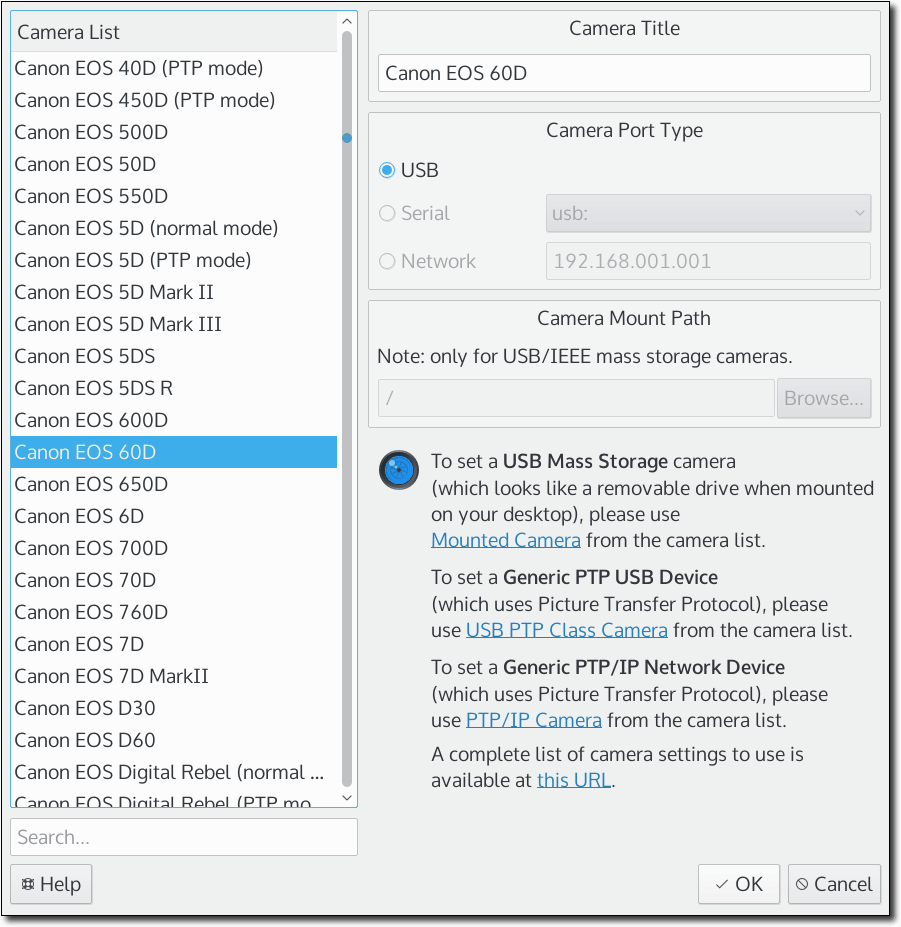 Camera List
Canon EOS 40D (PTP mode)
Canon EOS 450D (PTP mode)
Canon EOS 500D
Canon EOS 50D
Canon EOS 550D
Canon EOS 5D (normal mode)
Canon EOS 5D (PTP mode)
Canon EOS 5D Mark II
Canon EOS 5D Mark III
Canon EOS 5DS
Canon EOS 5DS R
Canon EOS 600D
Canon EOS 60D
Canon EOS 650D
Canon EOS 6D
Canon EOS 700D
Canon EOS 70D
Canon EOS 760D
Canon EOS 7D
Canon EOS 7D MarkII
Canon EOS D30
Canon EOS D60
Canon EOS Digital Rebel (normal ...
Canon EOS Digital Rebel (PTP mo
Search...
Help
Camera Title
Canon EOS 60D
Camera Port Type
USB
Serial usb:
Network 192.168.001.001
Camera Mount Path
Note: only for USB/IEEE mass storage cameras.
/ Browse...
To set a USB Mass Storage camera
(which looks like a removable drive when mounted
on your desktop), please use
Mounted Camera from the camera list.
To set a Generic PTP USB Device
(which uses Picture Transfer Protocol), please
use USB PTP Class Camera from the camera list.
To set a Generic PTP/IP Network Device
(which uses Picture Transfer Protocol), please
use PTP/IP Camera from the camera list.
A complete list of camera settings to use is
available at this URL.
OK Cancel